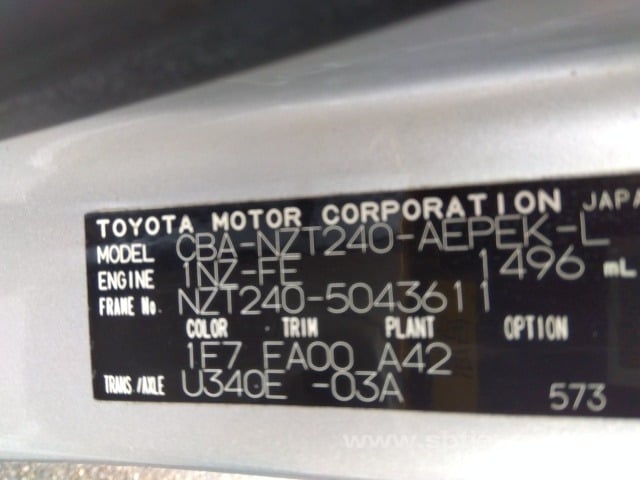 TOYOTA MOTOR CORPORATION JAPA
MODEL CBA-NZT240-AEPEK-L
ENGINE 1NZ-FE 1496 mL
FRAME No. NZT240-5043611
COLOR TRIM PLANT OPTION
1E7 EA00 A42
TRANS/AXLE U340E -03A
573